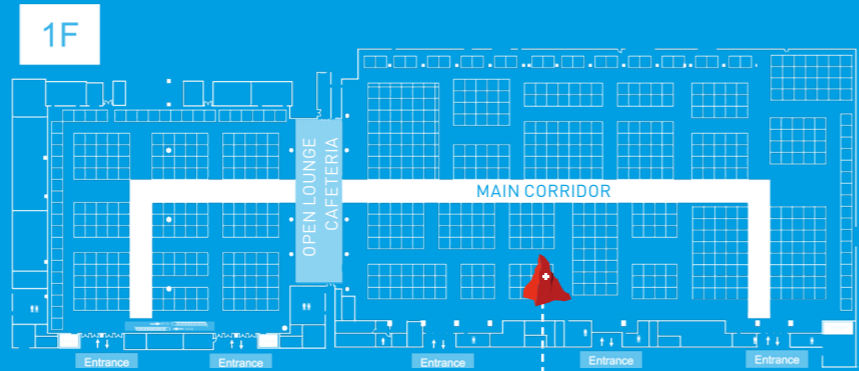 1F
OPEN LOUNGE
CAFETERIA
MAIN CORRIDOR
Entrance
Entrance
Entrance
Entrance
Entrance